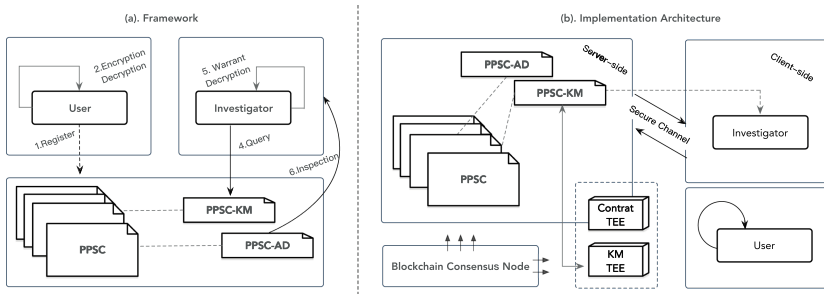 (a). Framework
2.Encryption
Decryption
User
1.Register
5. Warrant
Decryption
Investigator
4.Query
6.Inspection
PPSC-KM
PPSC
PPSC-AD
(b). Implementation Architecture
PPSC-AD
PPSC-KM
PPSC
Server-side
Secure Channel
Client-side
Investigator
Contrat
TEE
KM
TEE
Blockchain Consensus Node
User